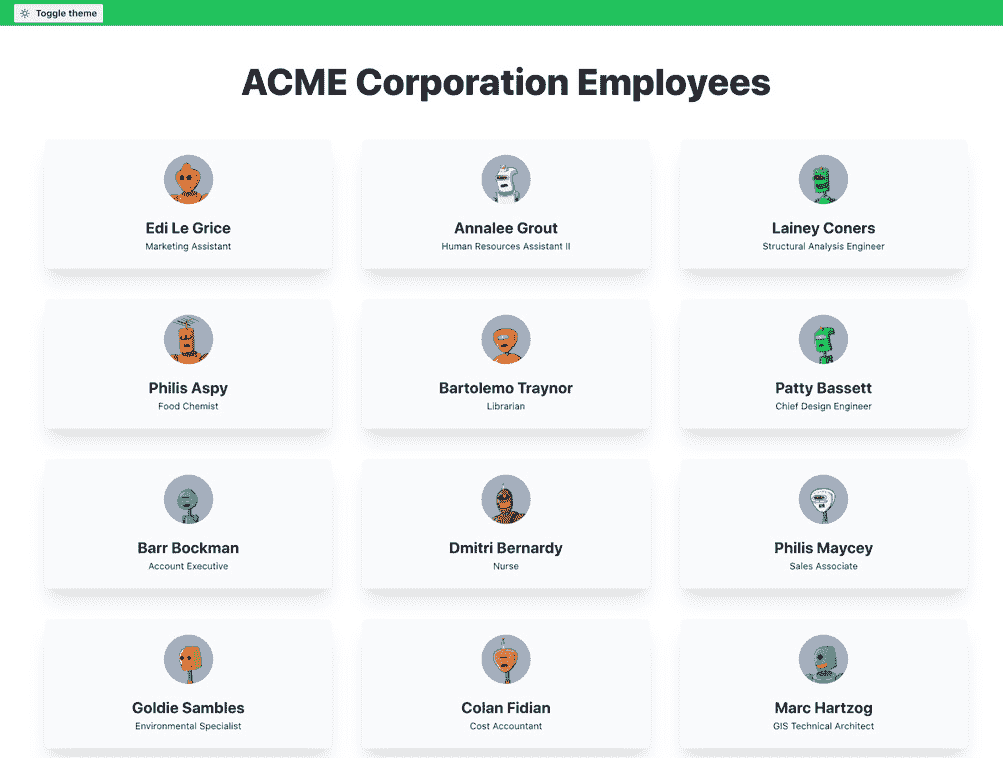 Toggle theme
ACME Corporation Employees
Edi Le Grice
Marketing Assistant
Annalee Grout
Human Resources Assistant II
Lainey Coners
Structural Analysis Engineer
Philis Aspy
Food Chemist
Bartolemo Traynor
Librarian
Patty Bassett
Chief Design Engineer
Barr Bockman
Account Executive
Dmitri Bernardy
Nurse
Philis Maycey
Sales Associate
Goldie Sambles
Environmental Specialist
Colan Fidian
Cost Accountant
Marc Hartzog
GIS Technical Architect